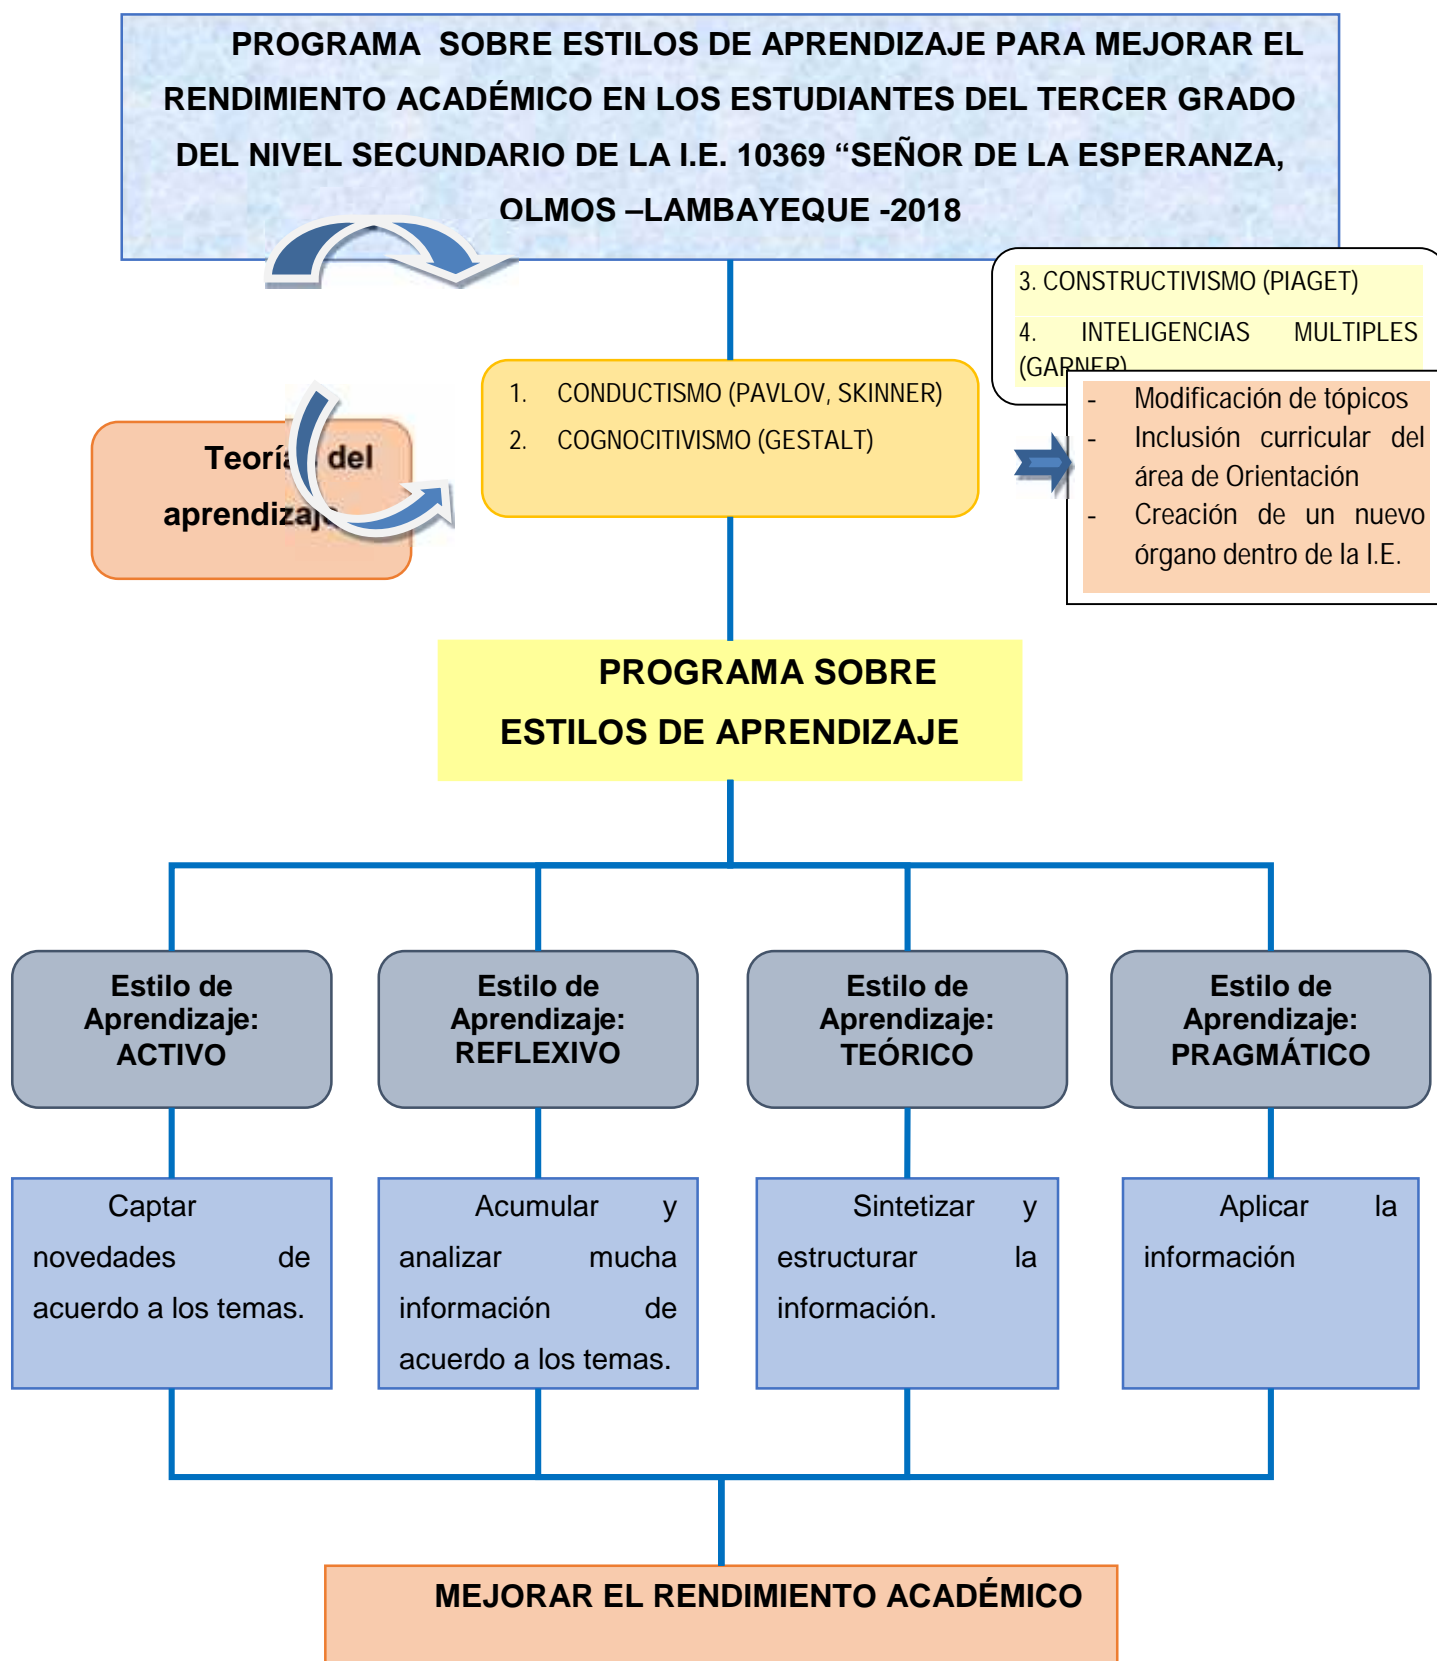 PROGRAMA SOBRE ESTILOS DE APRENDIZAJE PARA MEJORAR EL
RENDIMIENTO ACADÉMICO EN LOS ESTUDIANTES DEL TERCER GRADO
DEL NIVEL SECUNDARIO DE LA I.E. 10369 “SEÑOR DE LA ESPERANZA,
OLMOS –LAMBAYEQUE -2018
3. CONSTRUCTIVISMO (PIAGET)
4. INTELIGENCIAS MULTIPLES
(GARNER)
1. CONDUCTISMO (PAVLOV, SKINNER)
2. COGNOCITIVISMO (GESTALT)
- Modificación de tópicos
- Inclusión curricular del
área de Orientación
- Creación de un nuevo
órgano dentro de la I.E.
Teorías del
aprendizaje
PROGRAMA SOBRE
ESTILOS DE APRENDIZAJE
Estilo de
Aprendizaje:
ACTIVO
Estilo de
Aprendizaje:
REFLEXIVO
Estilo de
Aprendizaje:
TEÓRICO
Estilo de
Aprendizaje:
PRAGMÁTICO
Captar
novedades de
acuerdo a los temas.
Acumular y
analizar mucha
información de
acuerdo a los temas.
Sintetizar y
estructurar la
información.
Aplicar la
información
MEJORAR EL RENDIMIENTO ACADÉMICO